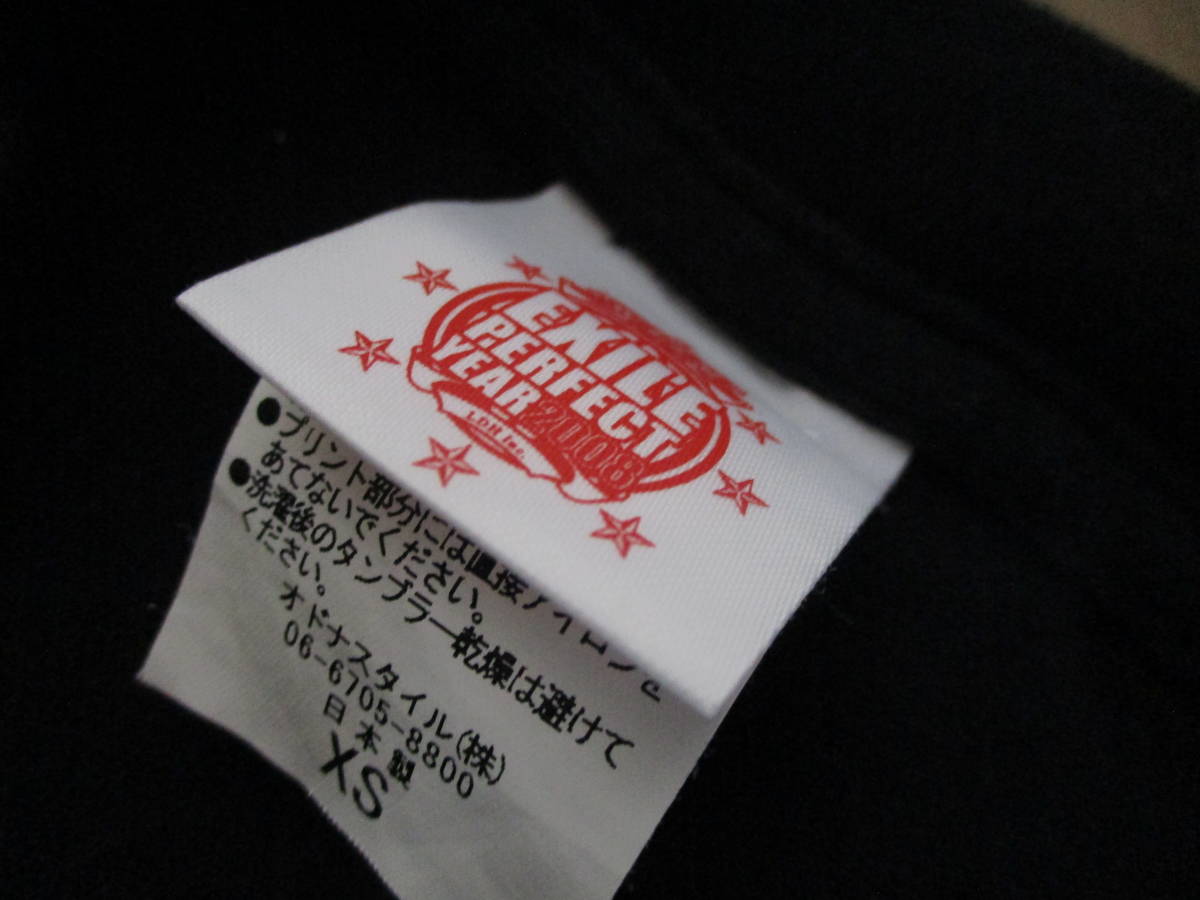 EXILE
PERFECT
YEAR 2008
LDH Inc.
●プリント部分には直接アイロンを
あてないでください。
●洗濯後のタンブラー乾燥は避けて
ください。
オドナスタイル(株)
06-6705-8800
日本製
XS